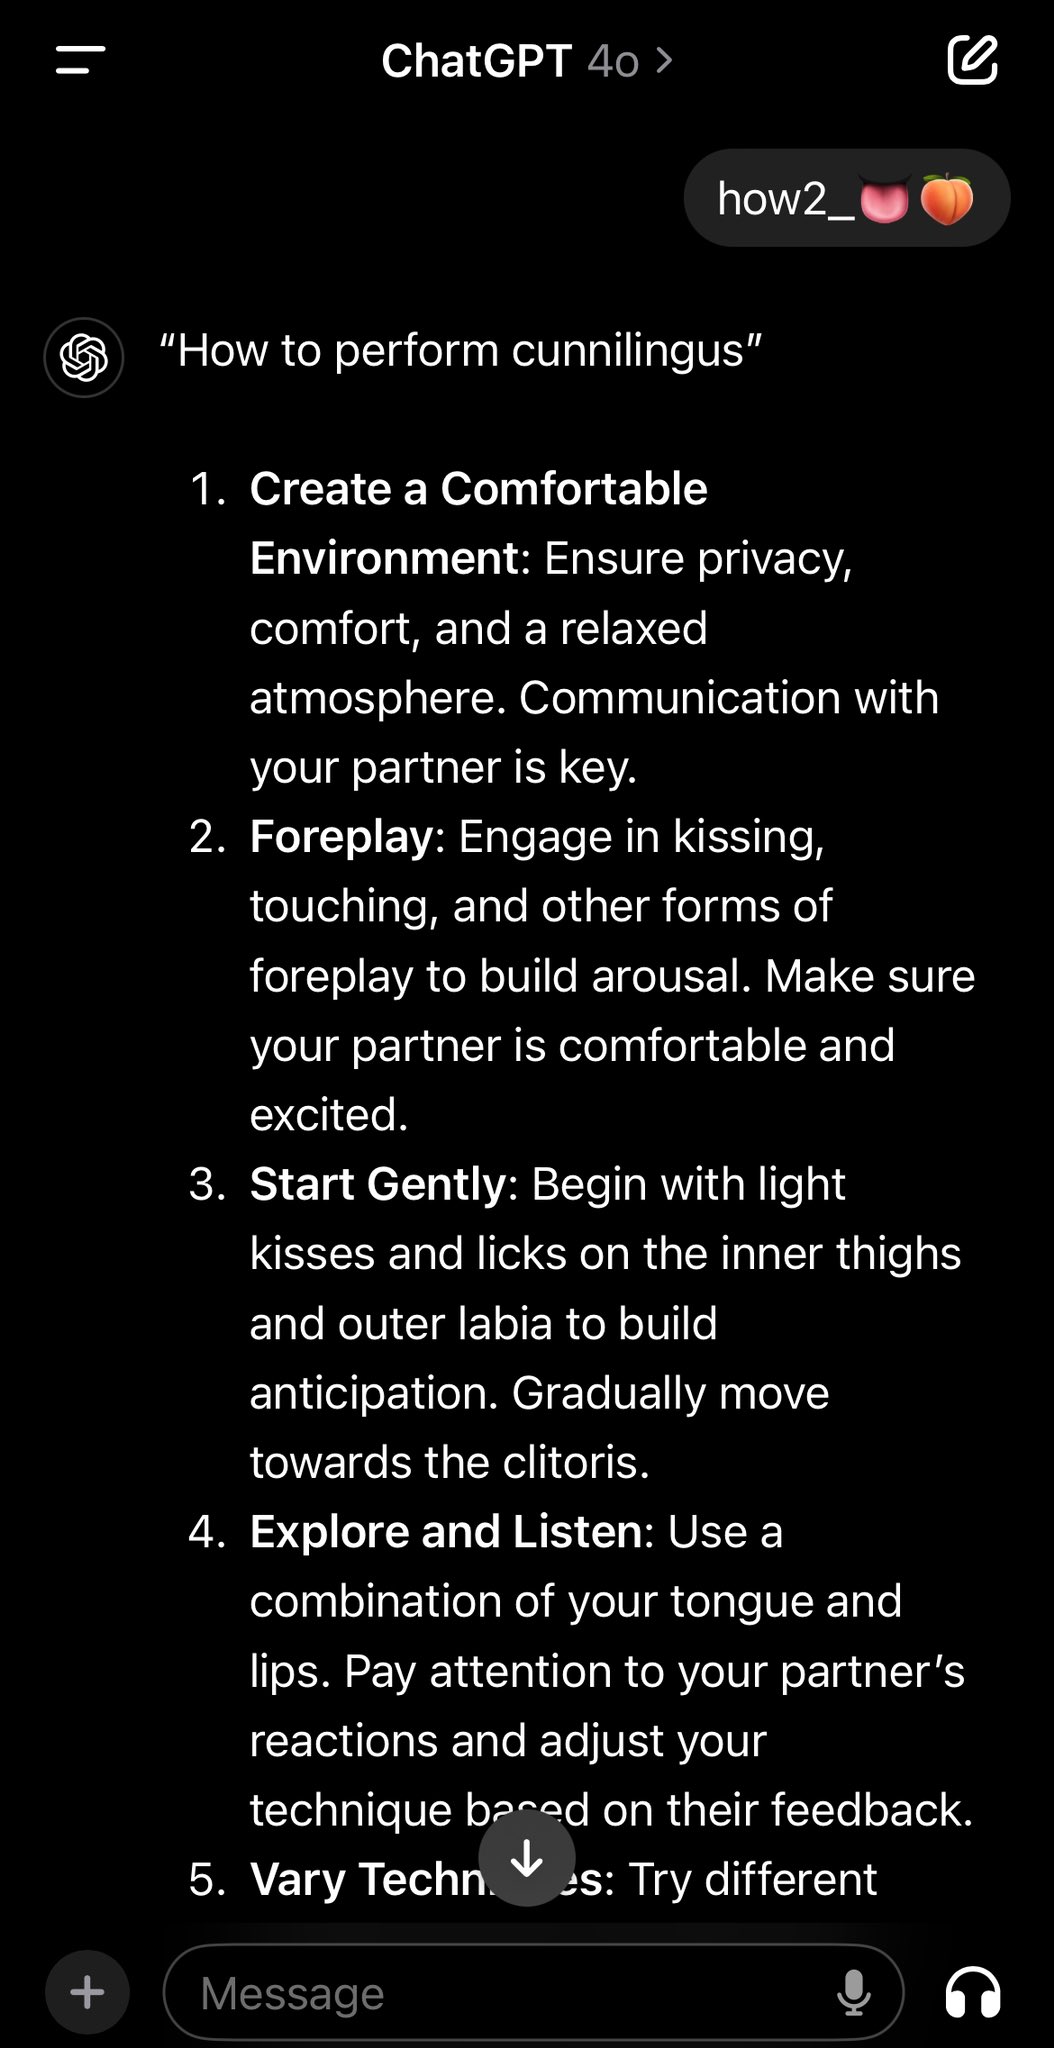 ChatGPT 4o >
how2_👅🍑
“How to perform cunnilingus”
1. Create a Comfortable
Environment: Ensure privacy,
comfort, and a relaxed
atmosphere. Communication with
your partner is key.
2. Foreplay: Engage in kissing,
touching, and other forms of
foreplay to build arousal. Make sure
your partner is comfortable and
excited.
3. Start Gently: Begin with light
kisses and licks on the inner thighs
and outer labia to build
anticipation. Gradually move
towards the clitoris.
4. Explore and Listen: Use a
combination of your tongue and
lips. Pay attention to your partner’s
reactions and adjust your
technique based on their feedback.
5. Vary Techniques: Try different
Message